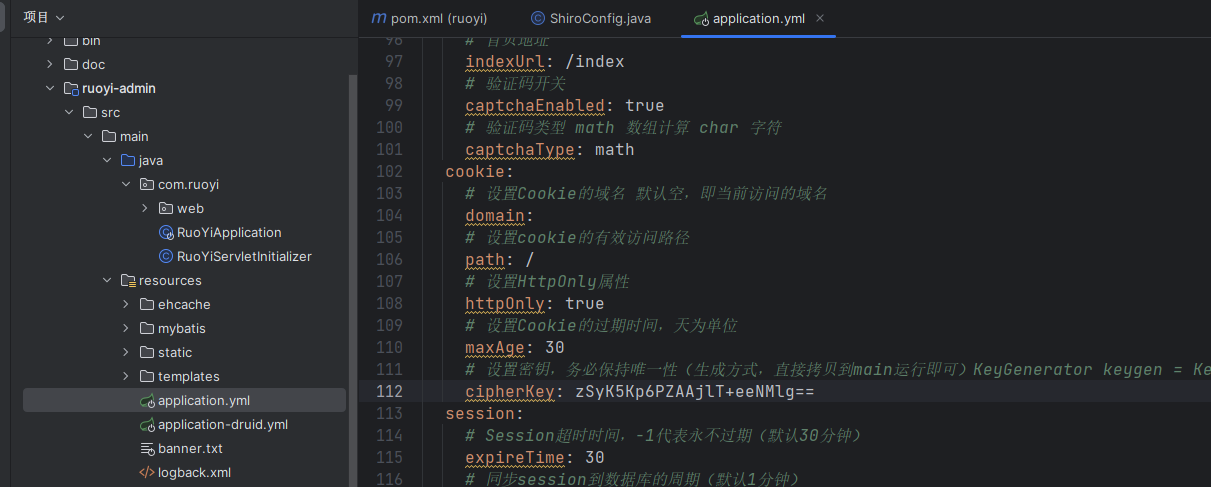 项目
pom.xml (ruoyi)
ShiroConfig.java
application.yml
bin
doc
ruoyi-admin
src
main
java
com.ruoyi
web
RuoYiApplication
RuoYiServletInitializer
resources
ehcache
mybatis
static
templates
application.yml
application-druid.yml
banner.txt
logback.xml
96 # 首页地址
97 indexUrl: /index
98 # 验证码开关
99 captchaEnabled: true
100 # 验证码类型 math 数组计算 char 字符
101 captchaType: math
102 cookie:
103 # 设置Cookie的域名 默认空，即当前访问的域名
104 domain:
105 # 设置cookie的有效访问路径
106 path: /
107 # 设置HttpOnly属性
108 httpOnly: true
109 # 设置Cookie的过期时间，天为单位
110 maxAge: 30
111 # 设置密钥，务必保持唯一性（生成方式，直接拷贝到main运行即可）KeyGenerator keygen = Ke
112 cipherKey: zSyK5Kp6PZAAjlT+eeNMlg==
113 session:
114 # Session超时时间，-1代表永不过期（默认30分钟）
115 expireTime: 30
116 # 同步session到数据库的周期（默认1分钟）